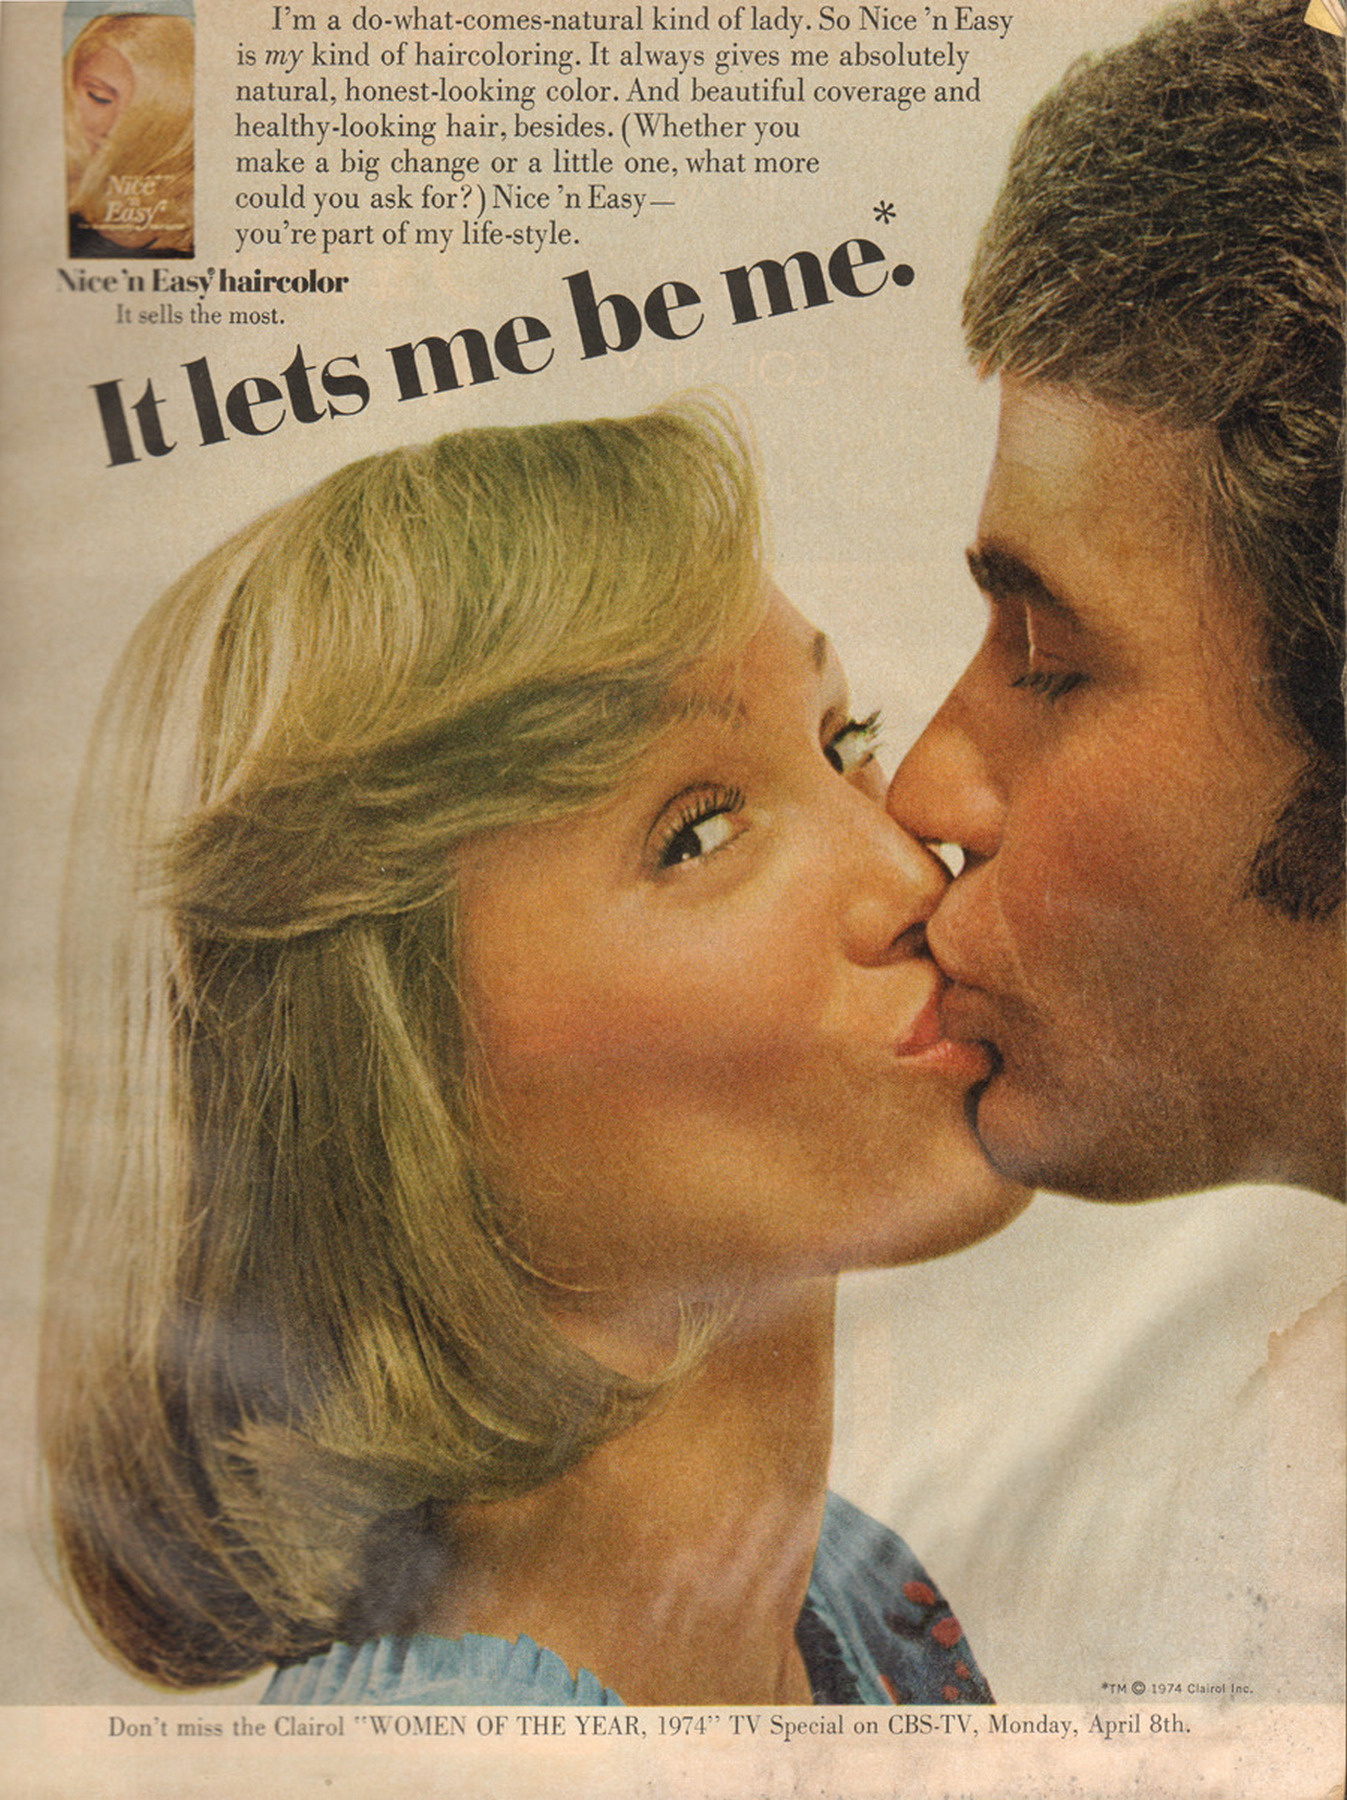 I'm a do-what-comes-natural kind of lady. So Nice 'n Easy
is my kind of haircoloring. It always gives me absolutely
natural, honest-looking color. And beautiful coverage and
healthy-looking hair, besides. (Whether you
make a big change or a little one, what more
could you ask for?) Nice 'n Easy—
you're part of my life-style.
Nice
Easy
Nice 'n Easy® haircolor
It sells the most.
It lets me be me.*
*TM © 1974 Clairol Inc.
Don't miss the Clairol "WOMEN OF THE YEAR, 1974" TV Special on CBS-TV, Monday, April 8th.